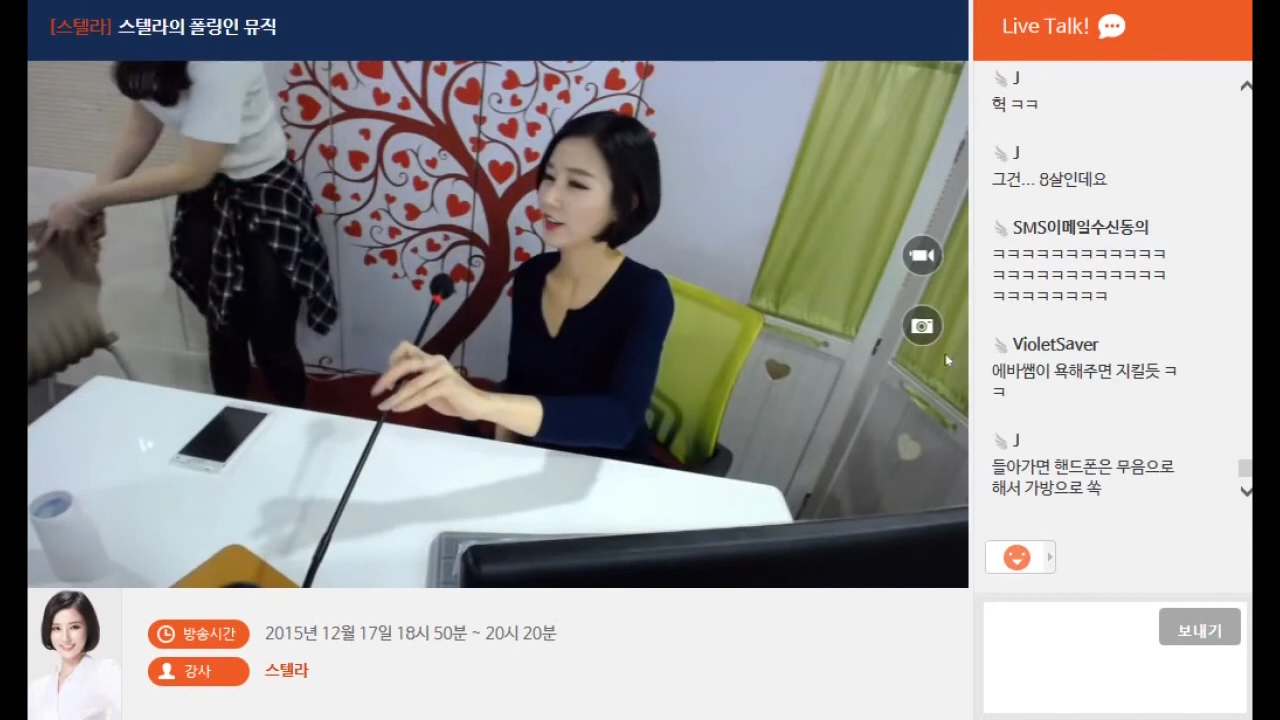 [스텔라] 스텔라의 폴링인 뮤직
Live Talk!
J
헉 ㅋㅋ
J
그건... 8살인데요
SMS이메일수신동의
ㅋㅋㅋㅋㅋㅋㅋㅋㅋㅋㅋㅋ
ㅋㅋㅋㅋㅋㅋㅋㅋㅋㅋㅋㅋ
ㅋㅋㅋㅋㅋㅋㅋㅋ
VioletSaver
에바쌤이 욕해주면 지킬듯 ㅋ
ㅋ
J
들아가면 핸드폰은 무음으로
해서 가방으로 쏙
보내기
방송시간 2015년 12월 17일 18시 50분 ~ 20시 20분
강사 스텔라